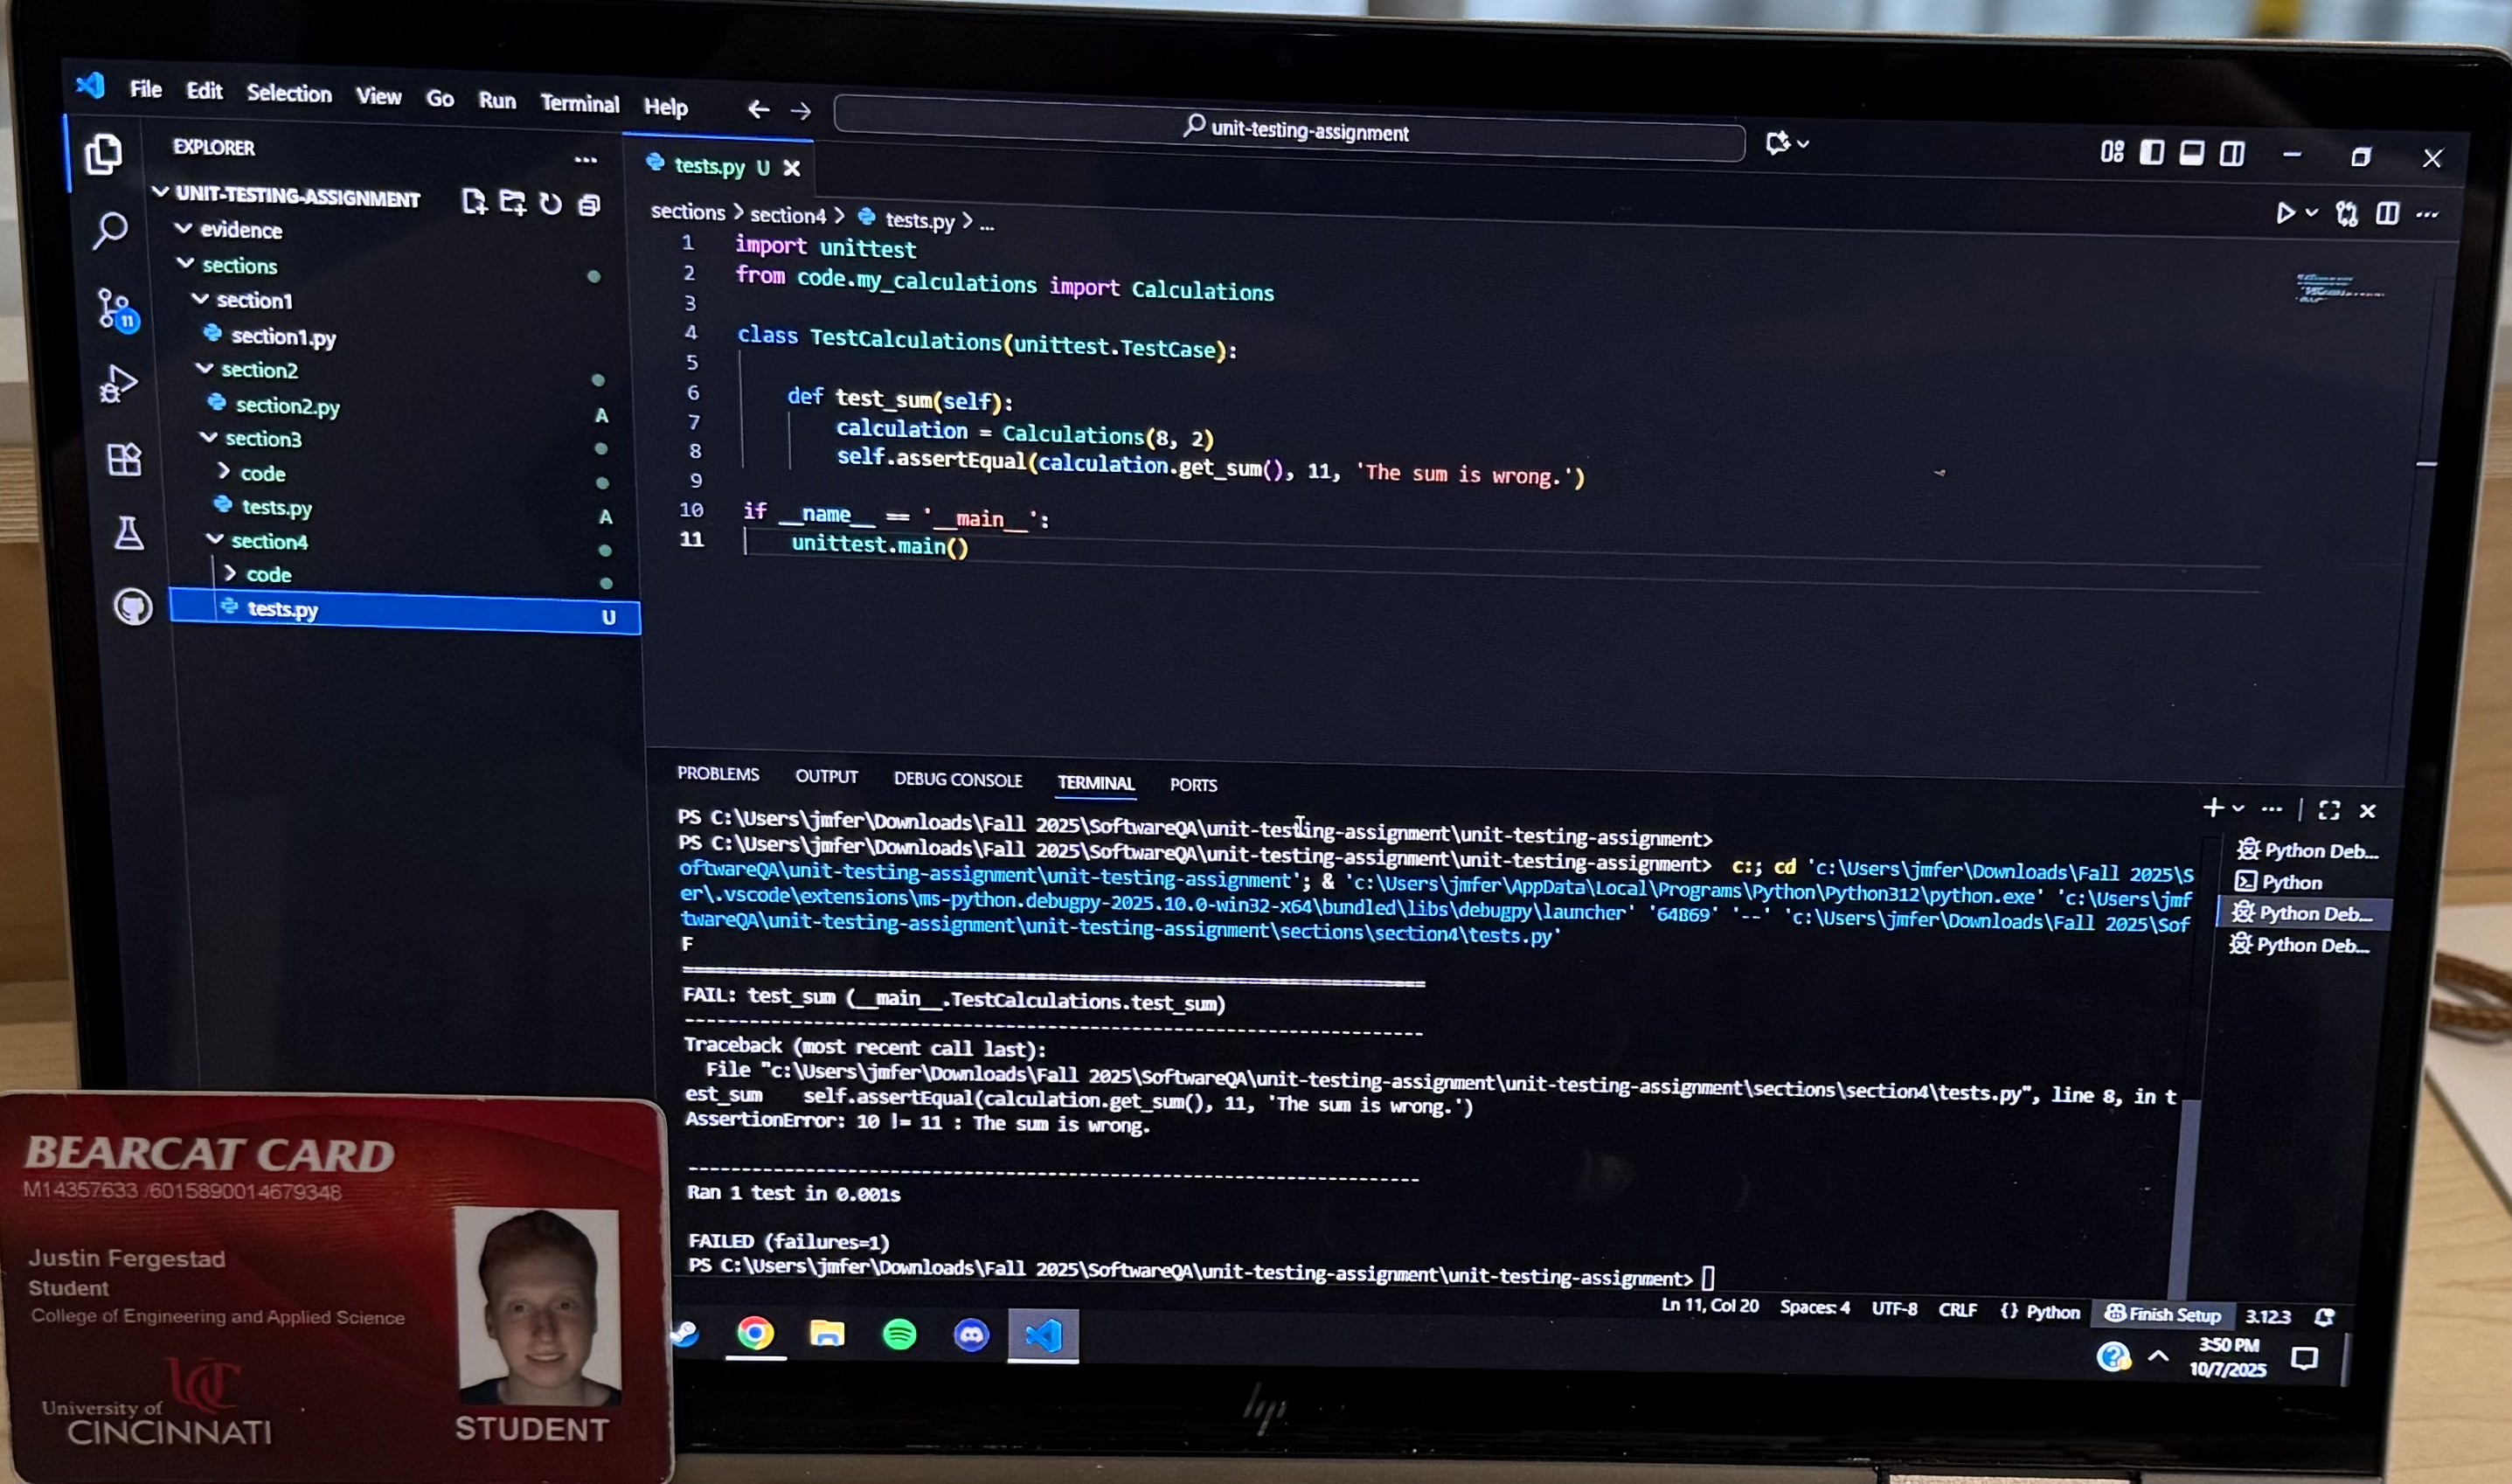 File Edit Selection View Go Run Terminal Help
unit-testing-assignment
EXPLORER
UNIT-TESTING-ASSIGNMENT
evidence
sections
section1
section1.py
section2
section2.py A
section3
code
tests.py A
section4
code
tests.py U
11
tests.py U
sections > section4 > tests.py > ...
1 import unittest
2 from code.my_calculations import Calculations
3
4 class TestCalculations(unittest.TestCase):
5
6 def test_sum(self):
7 calculation = Calculations(8, 2)
8 self.assertEqual(calculation.get_sum(), 11, 'The sum is wrong.')
9
10 if __name__ == '__main__':
11 unittest.main()
PROBLEMS OUTPUT DEBUG CONSOLE TERMINAL PORTS
PS C:\Users\jmfer\Downloads\Fall 2025\SoftwareQA\unit-testing-assignment\unit-testing-assignment>
PS C:\Users\jmfer\Downloads\Fall 2025\SoftwareQA\unit-testing-assignment\unit-testing-assignment> c:; cd 'c:\Users\jmfer\Downloads\Fall 2025\S
oftwareQA\unit-testing-assignment\unit-testing-assignment'; & 'c:\Users\jmfer\AppData\Local\Programs\Python\Python312\python.exe' 'c:\Users\jmf
er\.vscode\extensions\ms-python.debugpy-2025.10.0-win32-x64\bundled\libs\debugpy\launcher' '64869' '--' 'c:\Users\jmfer\Downloads\Fall 2025\Sof
twareQA\unit-testing-assignment\unit-testing-assignment\sections\section4\tests.py'
F
======================================================================
FAIL: test_sum (__main__.TestCalculations.test_sum)
----------------------------------------------------------------------
Traceback (most recent call last):
File "c:\Users\jmfer\Downloads\Fall 2025\SoftwareQA\unit-testing-assignment\unit-testing-assignment\sections\section4\tests.py", line 8, in t
est_sum self.assertEqual(calculation.get_sum(), 11, 'The sum is wrong.')
AssertionError: 10 != 11 : The sum is wrong.
----------------------------------------------------------------------
Ran 1 test in 0.001s
FAILED (failures=1)
PS C:\Users\jmfer\Downloads\Fall 2025\SoftwareQA\unit-testing-assignment\unit-testing-assignment>
Python Deb...
Python
Python Deb...
Python Deb...
Ln 11, Col 20 Spaces: 4 UTF-8 CRLF {} Python Finish Setup 3.12.3
3:50 PM
10/7/2025
hp
BEARCAT CARD
M14357633 /6015890014679348
Justin Fergestad
Student
College of Engineering and Applied Science
UC
University of
CINCINNATI
STUDENT